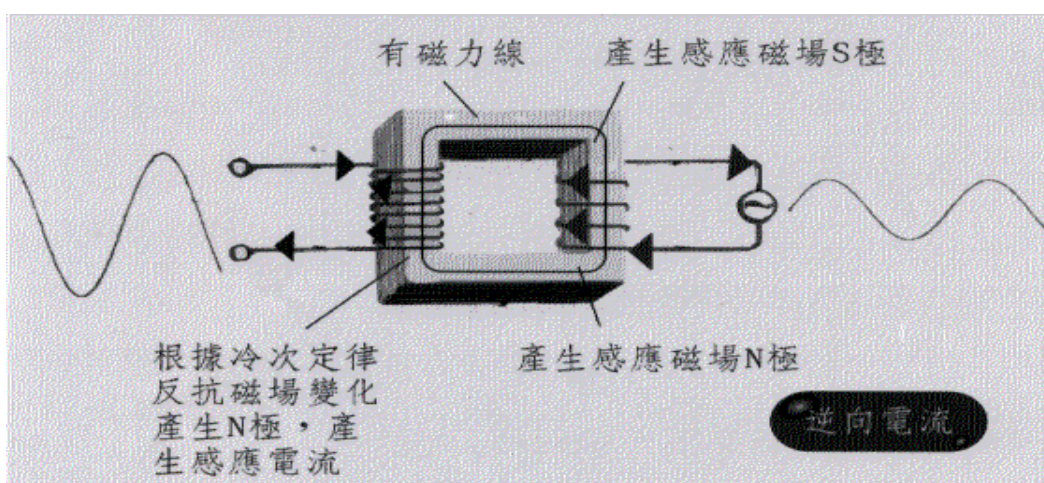 有磁力線
產生感應磁場S極
根據冷次定律
反抗磁場變化
產生N極，產
生感應電流
產生感應磁場N極
逆向電流